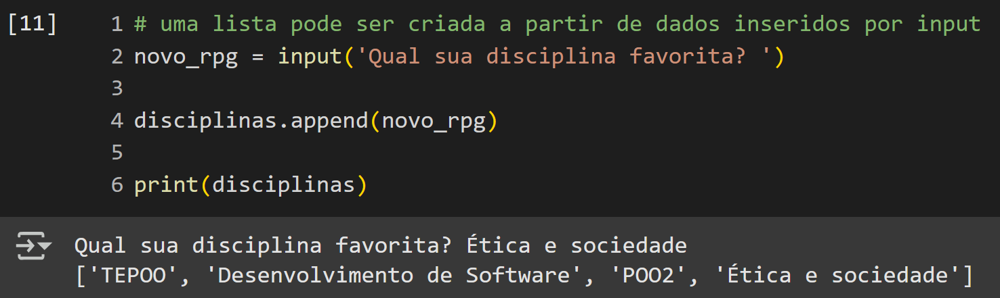 [11] 1 # uma lista pode ser criada a partir de dados inseridos por input
2 novo_rpg = input('Qual sua disciplina favorita? ')
3
4 disciplinas.append(novo_rpg)
5
6 print(disciplinas)
Qual sua disciplina favorita? Ética e sociedade
['TEPOO', 'Desenvolvimento de Software', 'POO2', 'Ética e sociedade']